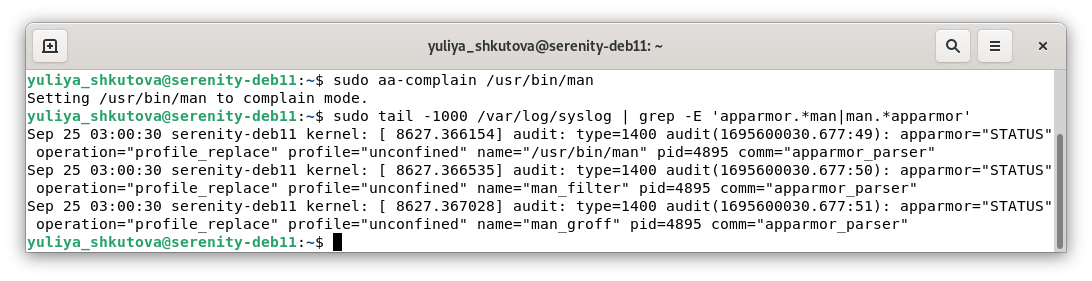 yuliya_shkutova@serenity-deb11: ~
yuliya_shkutova@serenity-deb11:~$ sudo aa-complain /usr/bin/man
Setting /usr/bin/man to complain mode.
yuliya_shkutova@serenity-deb11:~$ sudo tail -1000 /var/log/syslog | grep -E 'apparmor.*man|man.*apparmor'
Sep 25 03:00:30 serenity-deb11 kernel: [ 8627.366154] audit: type=1400 audit(1695600030.677:49): apparmor="STATUS"
 operation="profile_replace" profile="unconfined" name="/usr/bin/man" pid=4895 comm="apparmor_parser"
Sep 25 03:00:30 serenity-deb11 kernel: [ 8627.366535] audit: type=1400 audit(1695600030.677:50): apparmor="STATUS"
 operation="profile_replace" profile="unconfined" name="man_filter" pid=4895 comm="apparmor_parser"
Sep 25 03:00:30 serenity-deb11 kernel: [ 8627.367028] audit: type=1400 audit(1695600030.677:51): apparmor="STATUS"
 operation="profile_replace" profile="unconfined" name="man_groff" pid=4895 comm="apparmor_parser"
yuliya_shkutova@serenity-deb11:~$